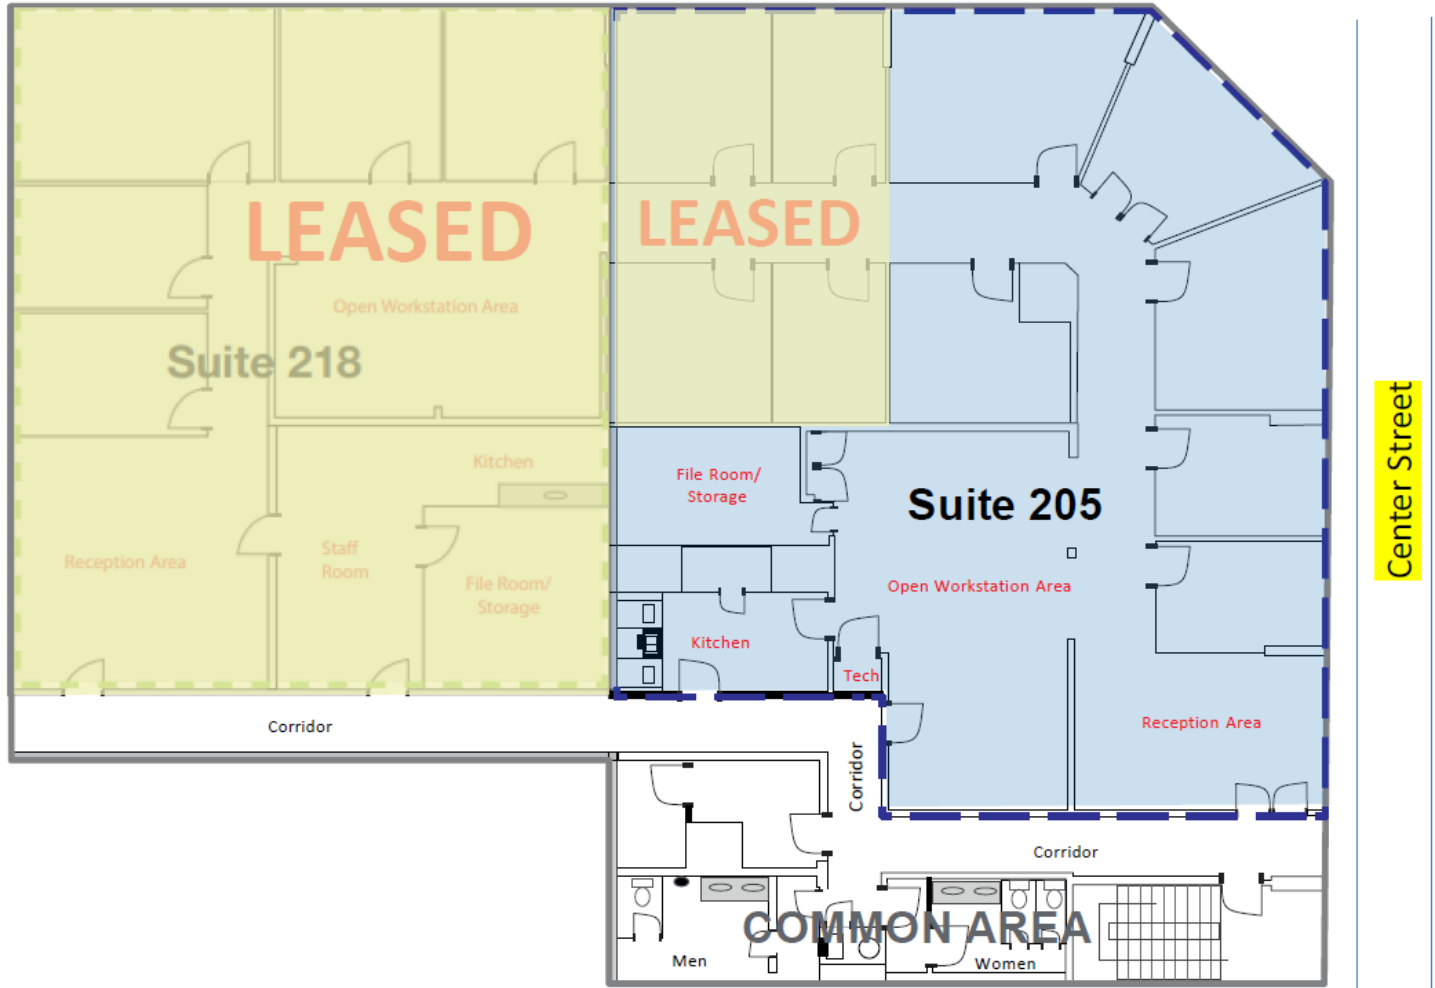 LEASED
LEASED
Open Workstation Area
Suite 218
Kitchen
File Room/
Storage
Suite 205
Center Street
Reception Area
Staff
Room
File Room/
Storage
Open Workstation Area
Kitchen
Tech
Corridor
Corridor
Reception Area
Corridor
COMMON AREA
Men
Women